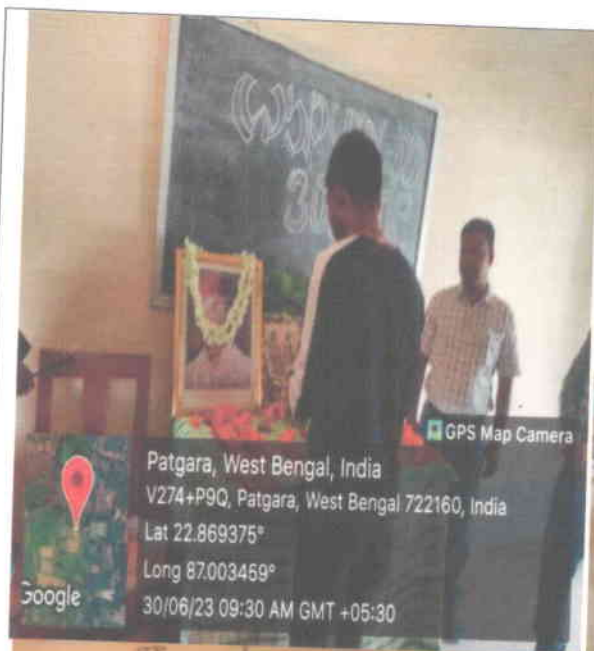 GPS Map Camera
Patgara, West Bengal, India
V274+P9Q, Patgara, West Bengal 722160, India
Lat 22.869375°
Long 87.003469°
30/06/23 09:30 AM GMT +05:30
Google